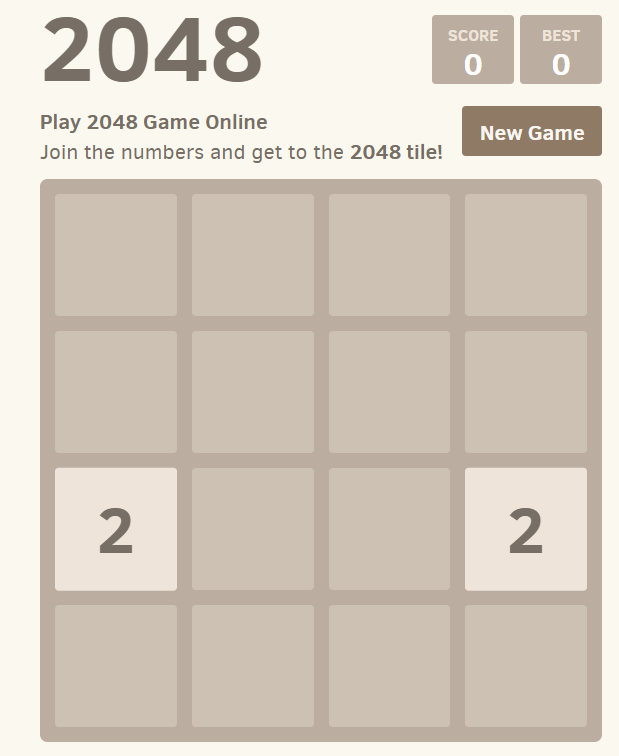 2048
SCORE
0
BEST
0
Play 2048 Game Online
Join the numbers and get to the 2048 tile!
New Game
2
2